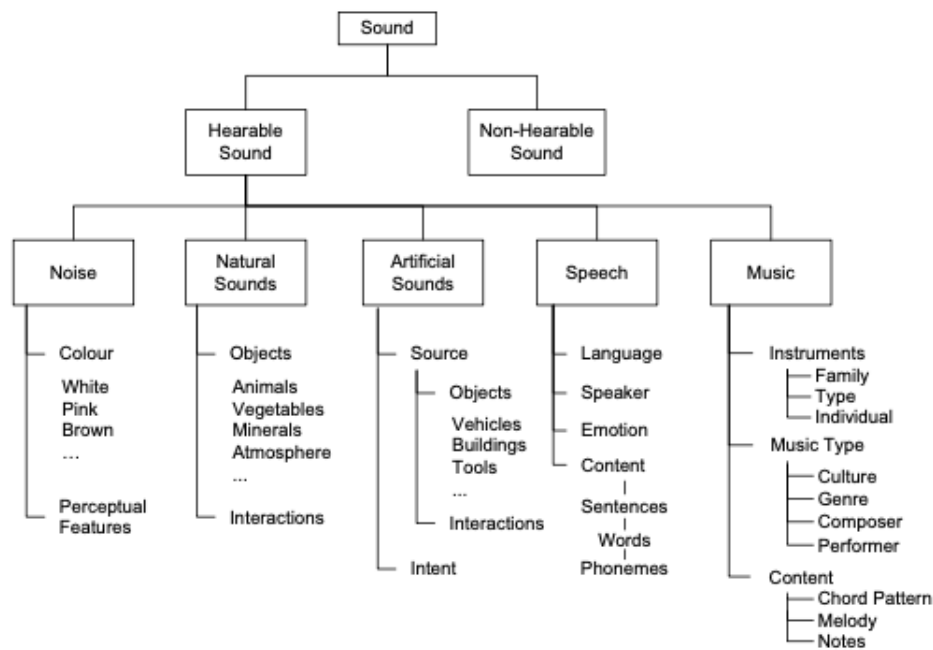 Sound
Hearable
Sound
Non-Hearable
Sound
Noise
Natural
Sounds
Artificial
Sounds
Speech
Music
Colour
White
Pink
Brown
...
Perceptual
Features
Objects
Animals
Vegetables
Minerals
Atmosphere
...
Interactions
Source
Objects
Vehicles
Buildings
Tools
...
Interactions
Intent
Language
Speaker
Emotion
Content
Sentences
Words
Phonemes
Instruments
Family
Type
Individual
Music Type
Culture
Genre
Composer
Performer
Content
Chord Pattern
Melody
Notes